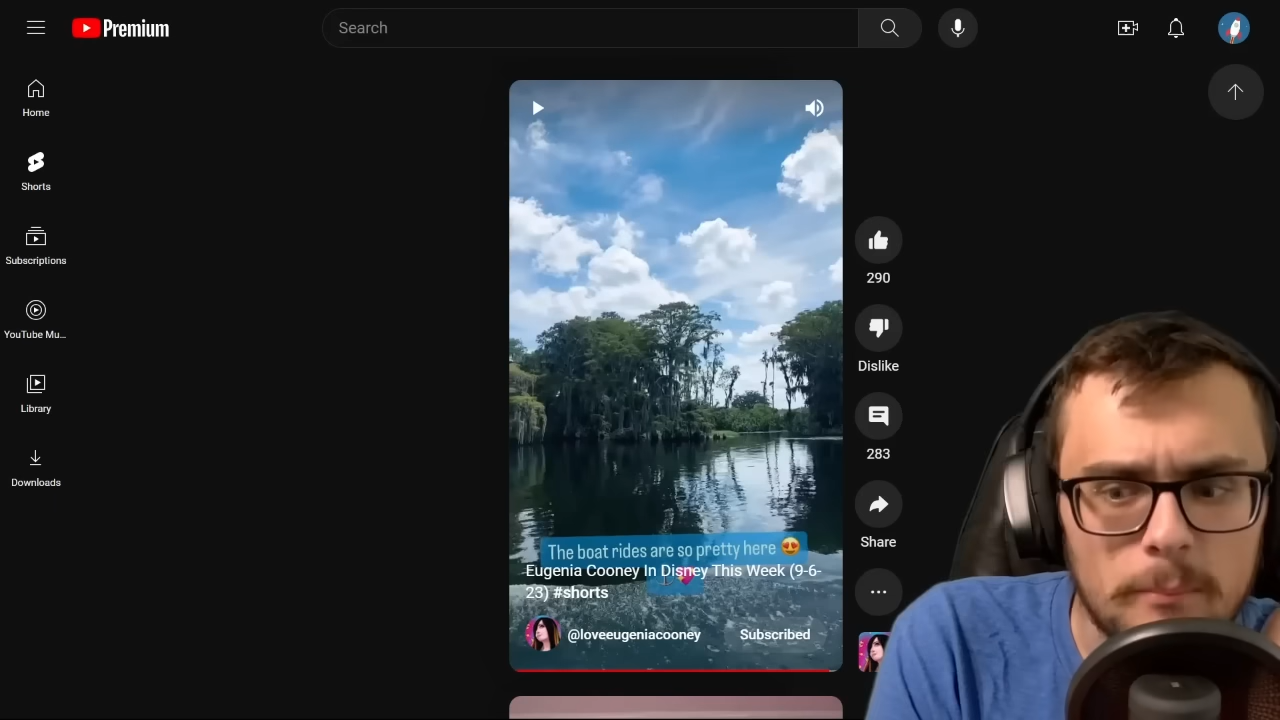 Premium
Search
Home
Shorts
Subscriptions
YouTube Mu...
Library
Downloads
The boat rides are so pretty here 😍
💖
Eugenia Cooney In Disney This Week (9-6-
23) #shorts
@loveeugeniacooney
Subscribed
290
Dislike
283
Share